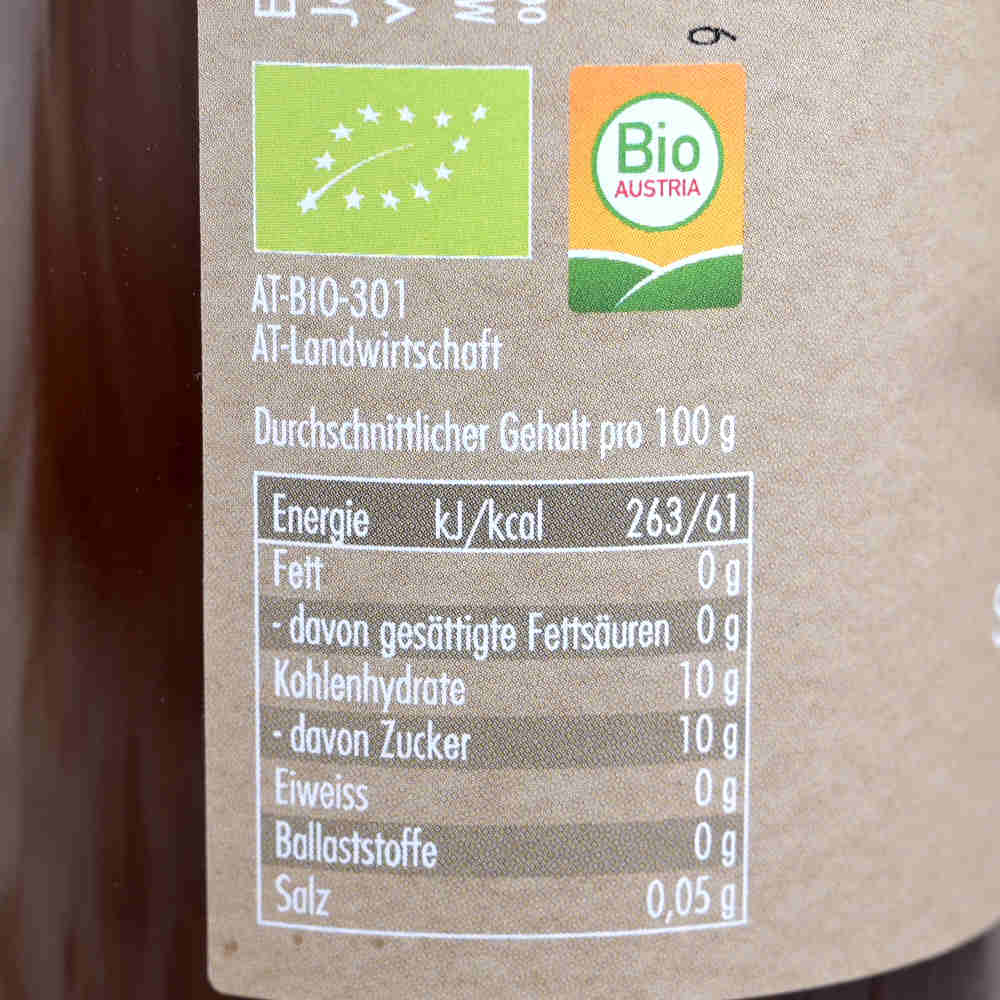 Bio
AUSTRIA
AT-BIO-301
AT-Landwirtschaft
Durchschnittlicher Gehalt pro 100 g
Energie kJ/kcal 263/61
Fett 0 g
- davon gesättigte Fettsäuren 0 g
Kohlenhydrate 10 g
- davon Zucker 10 g
Eiweiss 0 g
Ballaststoffe 0 g
Salz 0,05 g